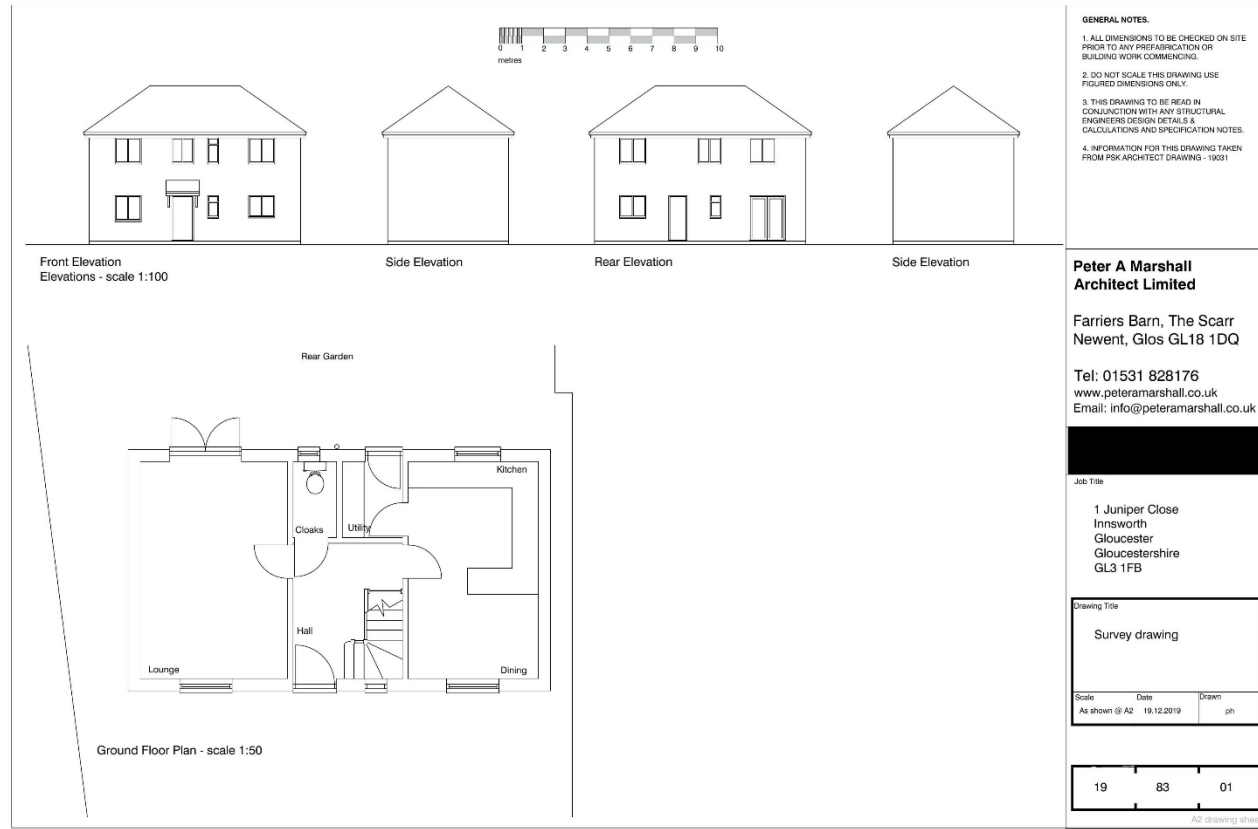 0 1 2 3 4 5 6 7 8 9 10
metres
Front Elevation
Elevations - scale 1:100
Side Elevation
Rear Elevation
Side Elevation
Rear Garden
Kitchen
Cloaks
Utility
Hall
Lounge
Dining
Ground Floor Plan - scale 1:50
GENERAL NOTES.
1. ALL DIMENSIONS TO BE CHECKED ON SITE
PRIOR TO ANY PREFABRICATION OR
BUILDING WORK COMMENCING.
2. DO NOT SCALE THIS DRAWING USE
FIGURED DIMENSIONS ONLY.
3. THIS DRAWING TO BE READ IN
CONJUNCTION WITH ANY STRUCTURAL
ENGINEERS DESIGN DETAILS &
CALCULATIONS AND SPECIFICATION NOTES.
4. INFORMATION FOR THIS DRAWING TAKEN
FROM PSK ARCHITECT DRAWING - 19031
Peter A Marshall
Architect Limited
Farriers Barn, The Scarr
Newent, Glos GL18 1DQ
Tel: 01531 828176
www.peteramarshall.co.uk
Email: info@peteramarshall.co.uk
Job Title
1 Juniper Close
Innsworth
Gloucester
Gloucestershire
GL3 1FB
Drawing Title
Survey drawing
Scale Date Drawn
As shown @ A2 19.12.2019 ph
19 83 01
A2 drawing